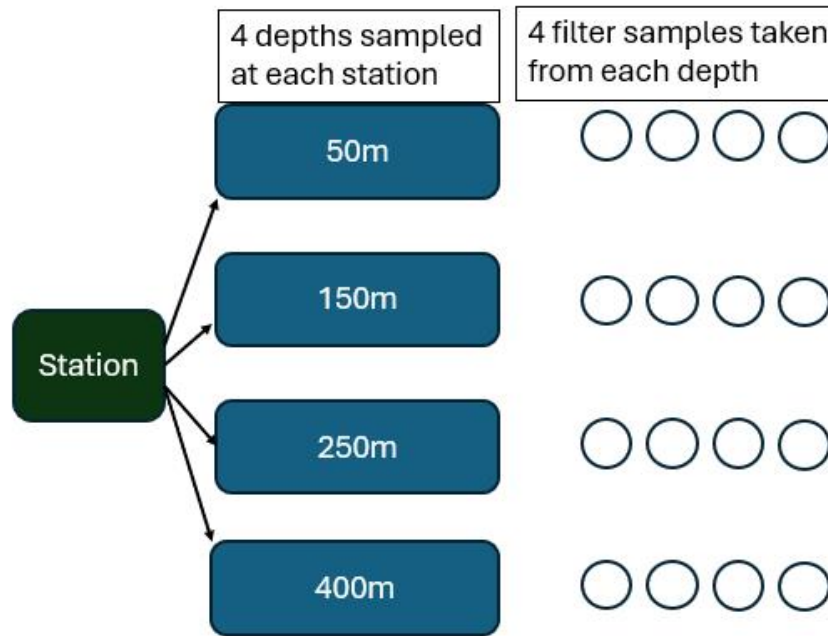 4 depths sampled
at each station
4 filter samples taken
from each depth
50m
150m
Station
250m
400m